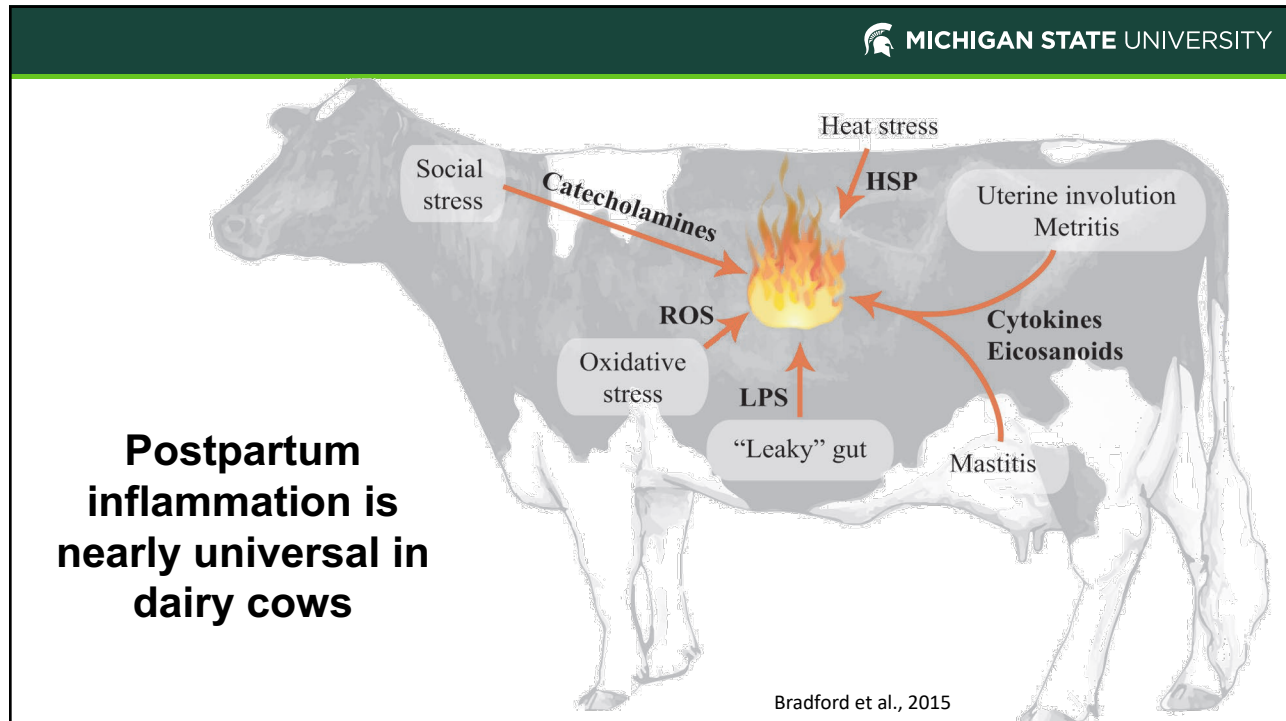 MICHIGAN STATE UNIVERSITY
Heat stress
Social
stress
Catecholamines
HSP
Uterine involution
Metritis
ROS
Cytokines
Eicosanoids
Oxidative
stress
LPS
“Leaky” gut
Mastitis
Postpartum
inflammation is
nearly universal in
dairy cows
Bradford et al., 2015